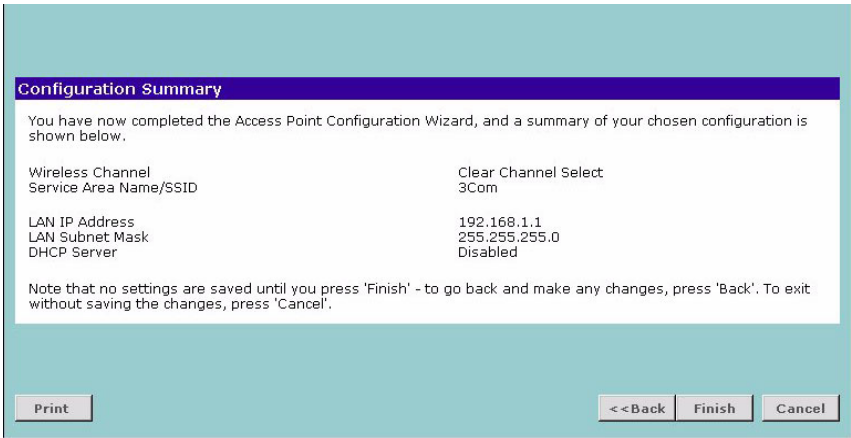 Configuration Summary
You have now completed the Access Point Configuration Wizard, and a summary of your chosen configuration is
shown below.
Wireless Channel Clear Channel Select
Service Area Name/SSID 3Com
LAN IP Address 192.168.1.1
LAN Subnet Mask 255.255.255.0
DHCP Server Disabled
Note that no settings are saved until you press 'Finish' - to go back and make any changes, press 'Back'. To exit
without saving the changes, press 'Cancel'.
Print <<Back Finish Cancel